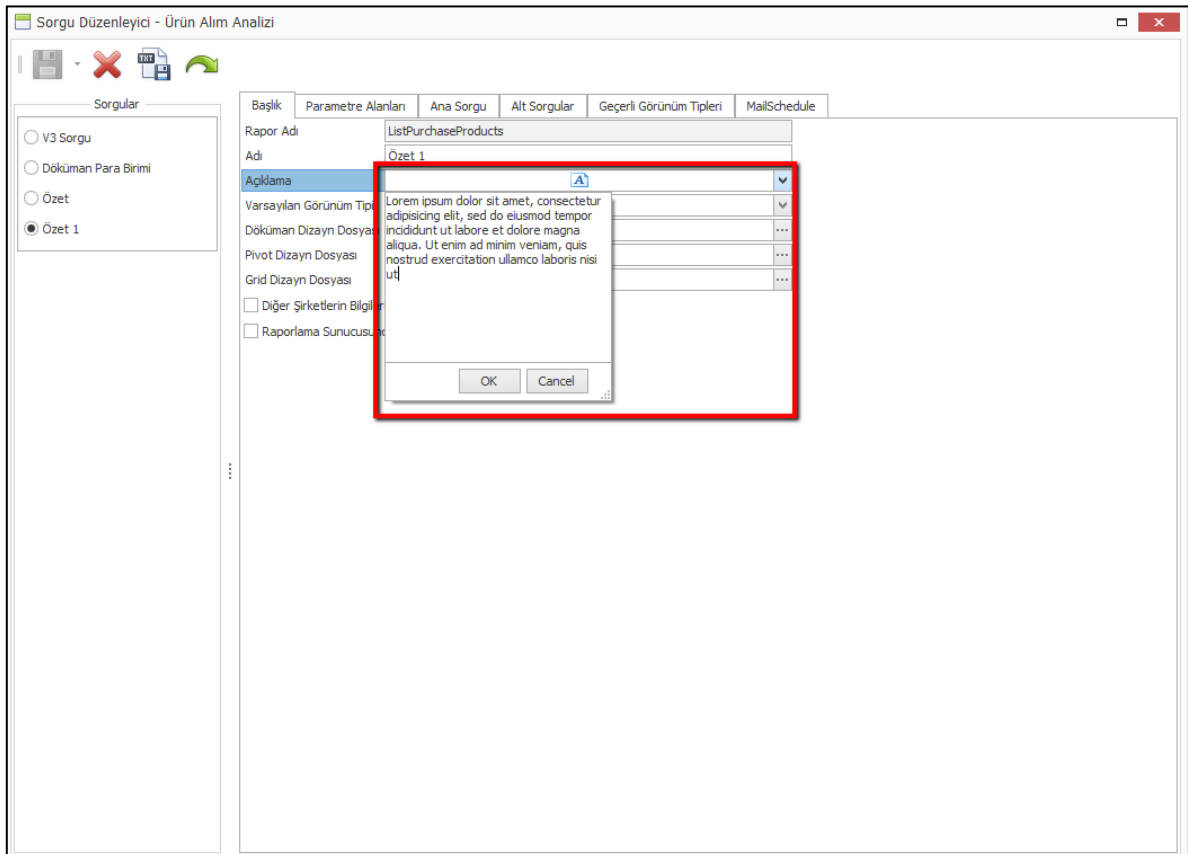 Sorgu Düzenleyici - Ürün Alım Analizi
TXT
Sorgular
V3 Sorgu
Döküman Para Birimi
Özet
Özet 1
Başlık Parametre Alanları Ana Sorgu Alt Sorgular Geçerli Görünüm Tipleri MailSchedule
Rapor Adı ListPurchaseProducts
Adı Özet 1
Açıklama A
Varsayılan Görünüm Tipi
Döküman Dizayn Dosyası
Pivot Dizayn Dosyası
Grid Dizayn Dosyası
Diğer Şirketlerin
Lorem ipsum dolor sit amet, consectetur
adipisicing elit, sed do eiusmod tempor
incididunt ut labore et dolore magna
aliqua. Ut enim ad minim veniam, quis
nostrud exercitation ullamco laboris nisi
ut
OK Cancel